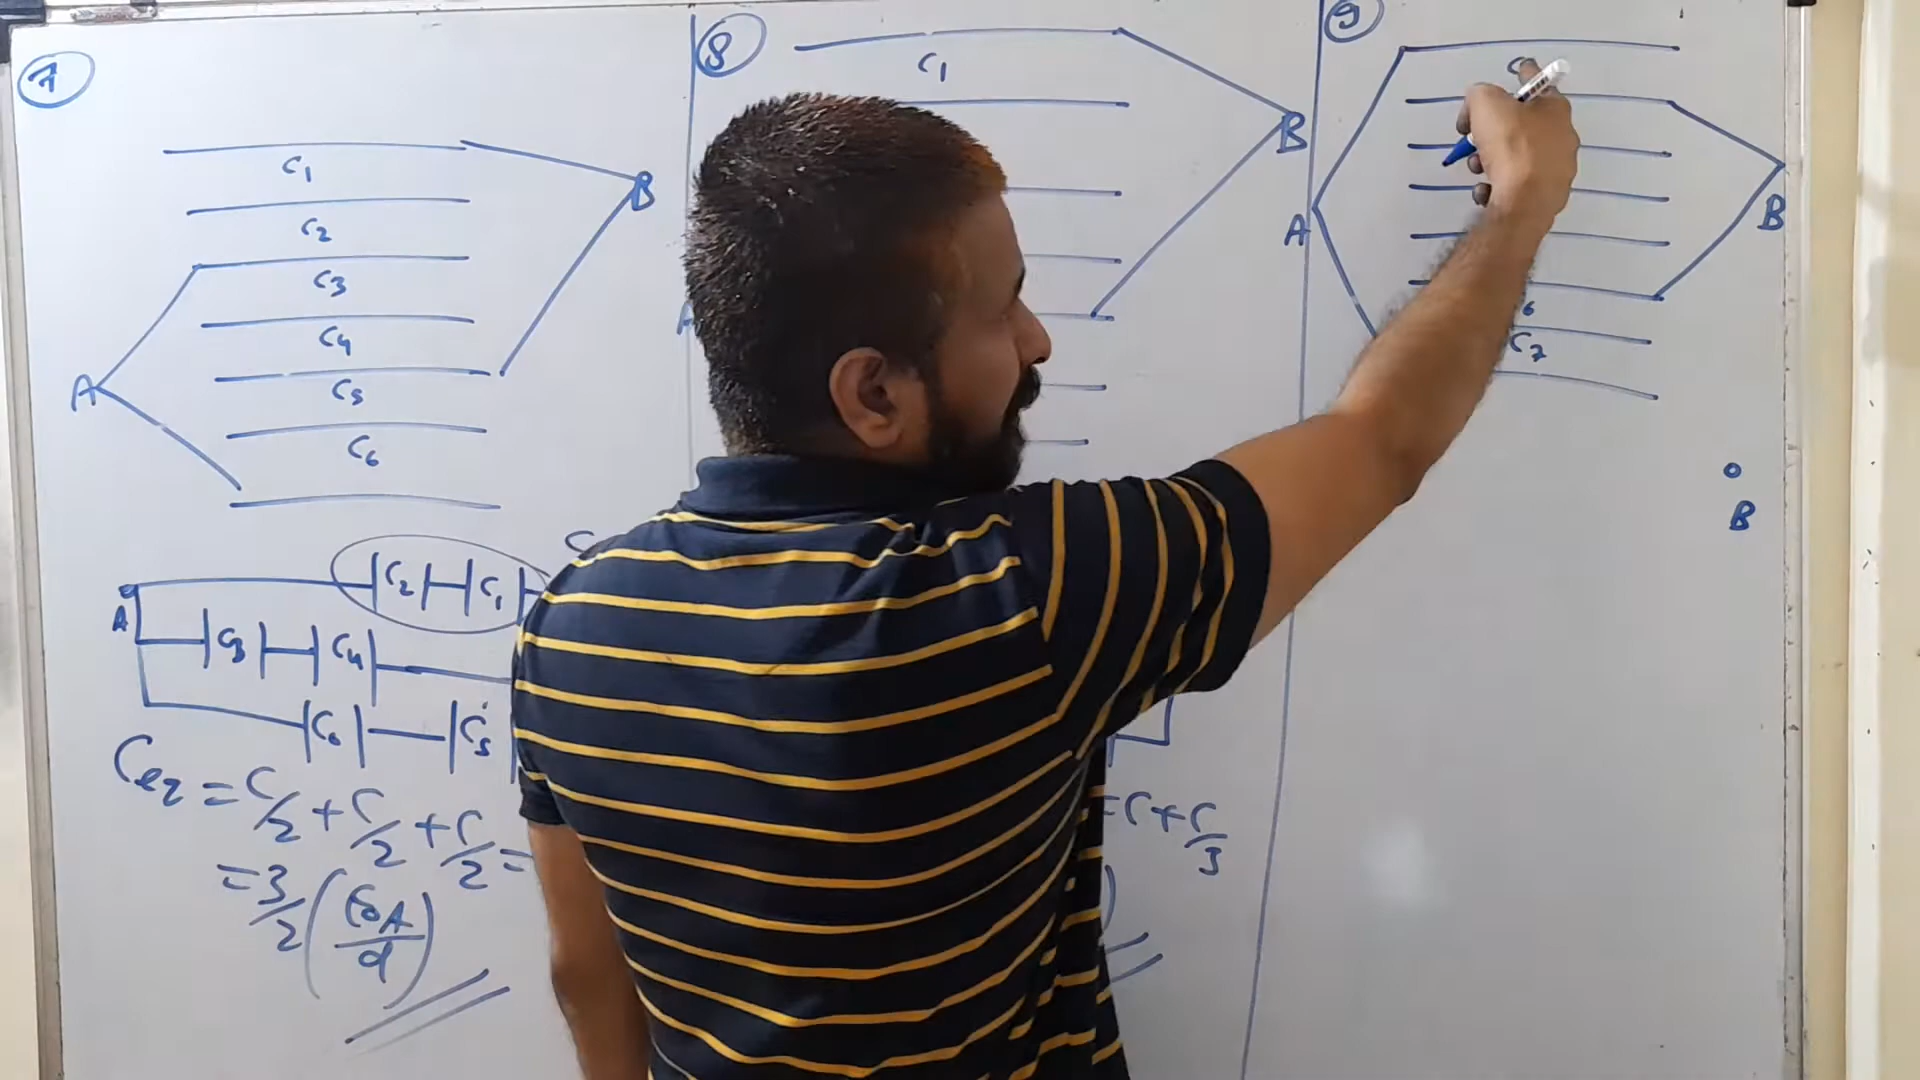 7
C1
C2
C3
C4
C5
C6
A
B
A
C2 C1
C3 C4
C6 C5
Ceq = C/2 + C/2 + C/2 =
= 3/2 (ε0A/d)
8
C1
B
= C + C/3
9
A
B
6
C7
B